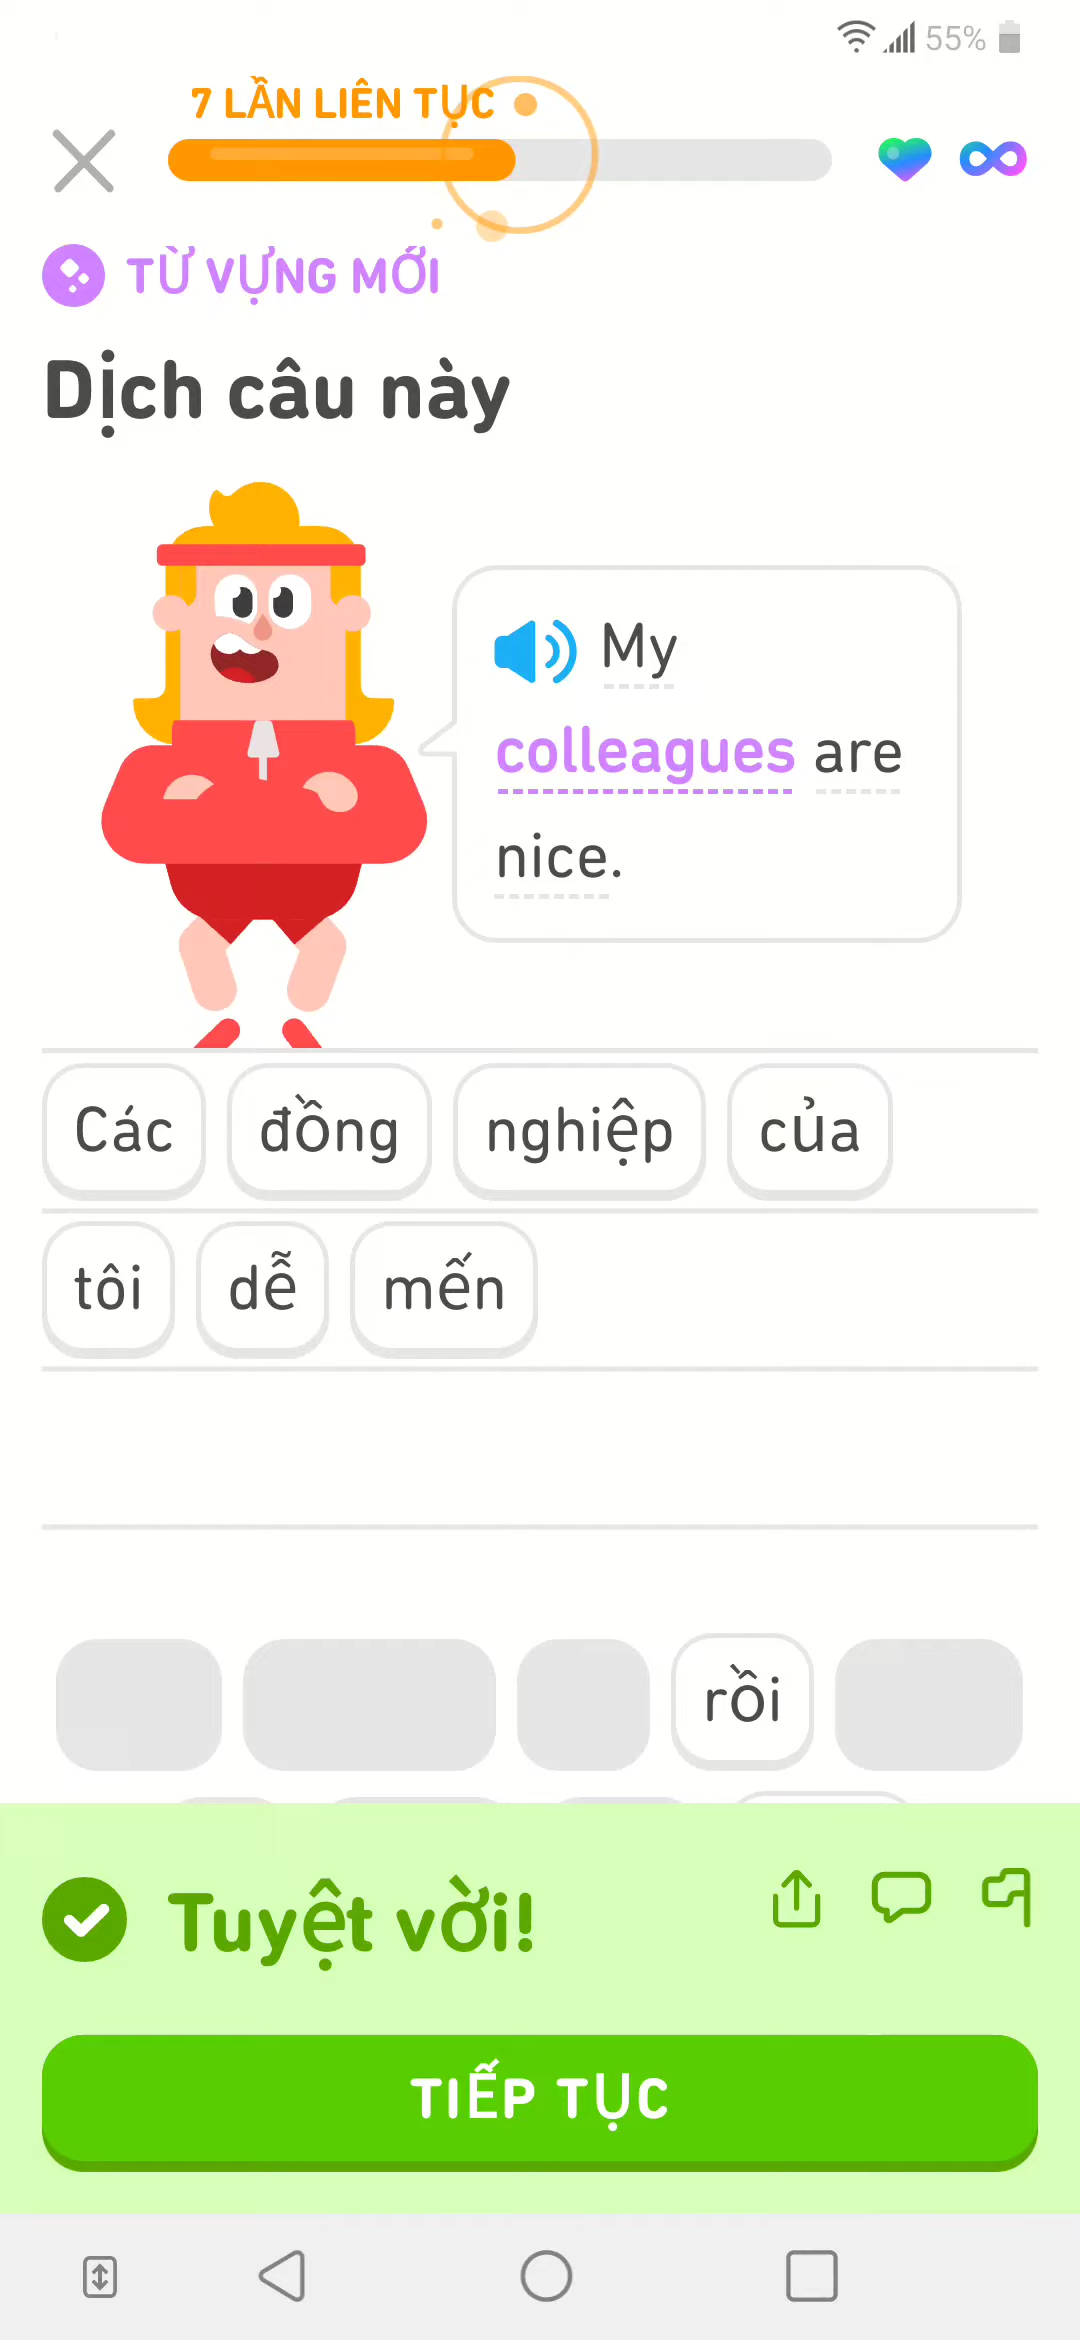 55%
7 LẦN LIÊN TỤC
TỪ VỰNG MỚI
Dịch câu này
My
colleagues are
nice.
Các đồng nghiệp của
tôi dễ mến
rồi
Tuyệt vời!
TIẾP TỤC